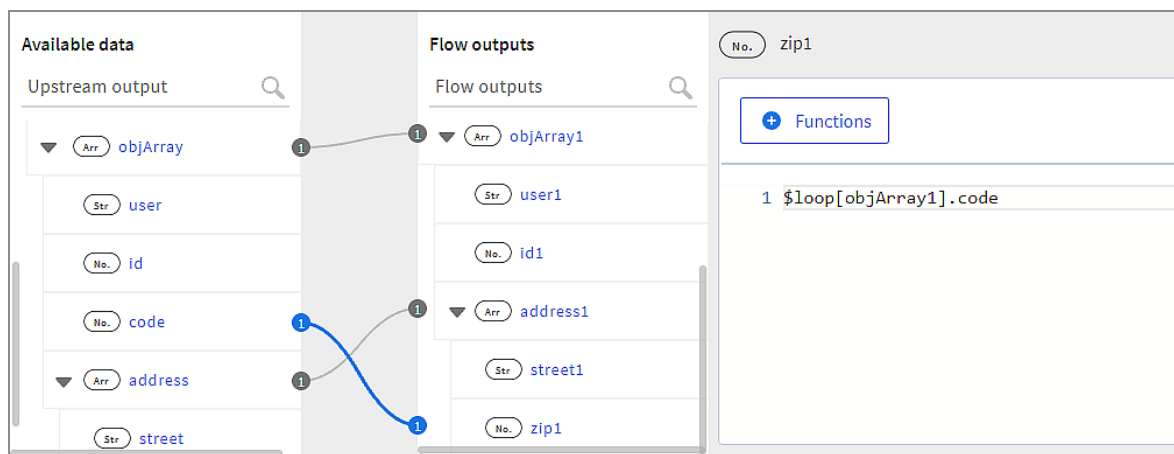 Available data
Upstream output
Arr objArray 1
Str user
No. id
No. code 1
Arr address 1
Str street
Flow outputs
Flow outputs
1 Arr objArray1
Str user1
No. id1
1 Arr address1
Str street1
1 No. zip1
No. zip1
Functions
1 $loop[objArray1].code